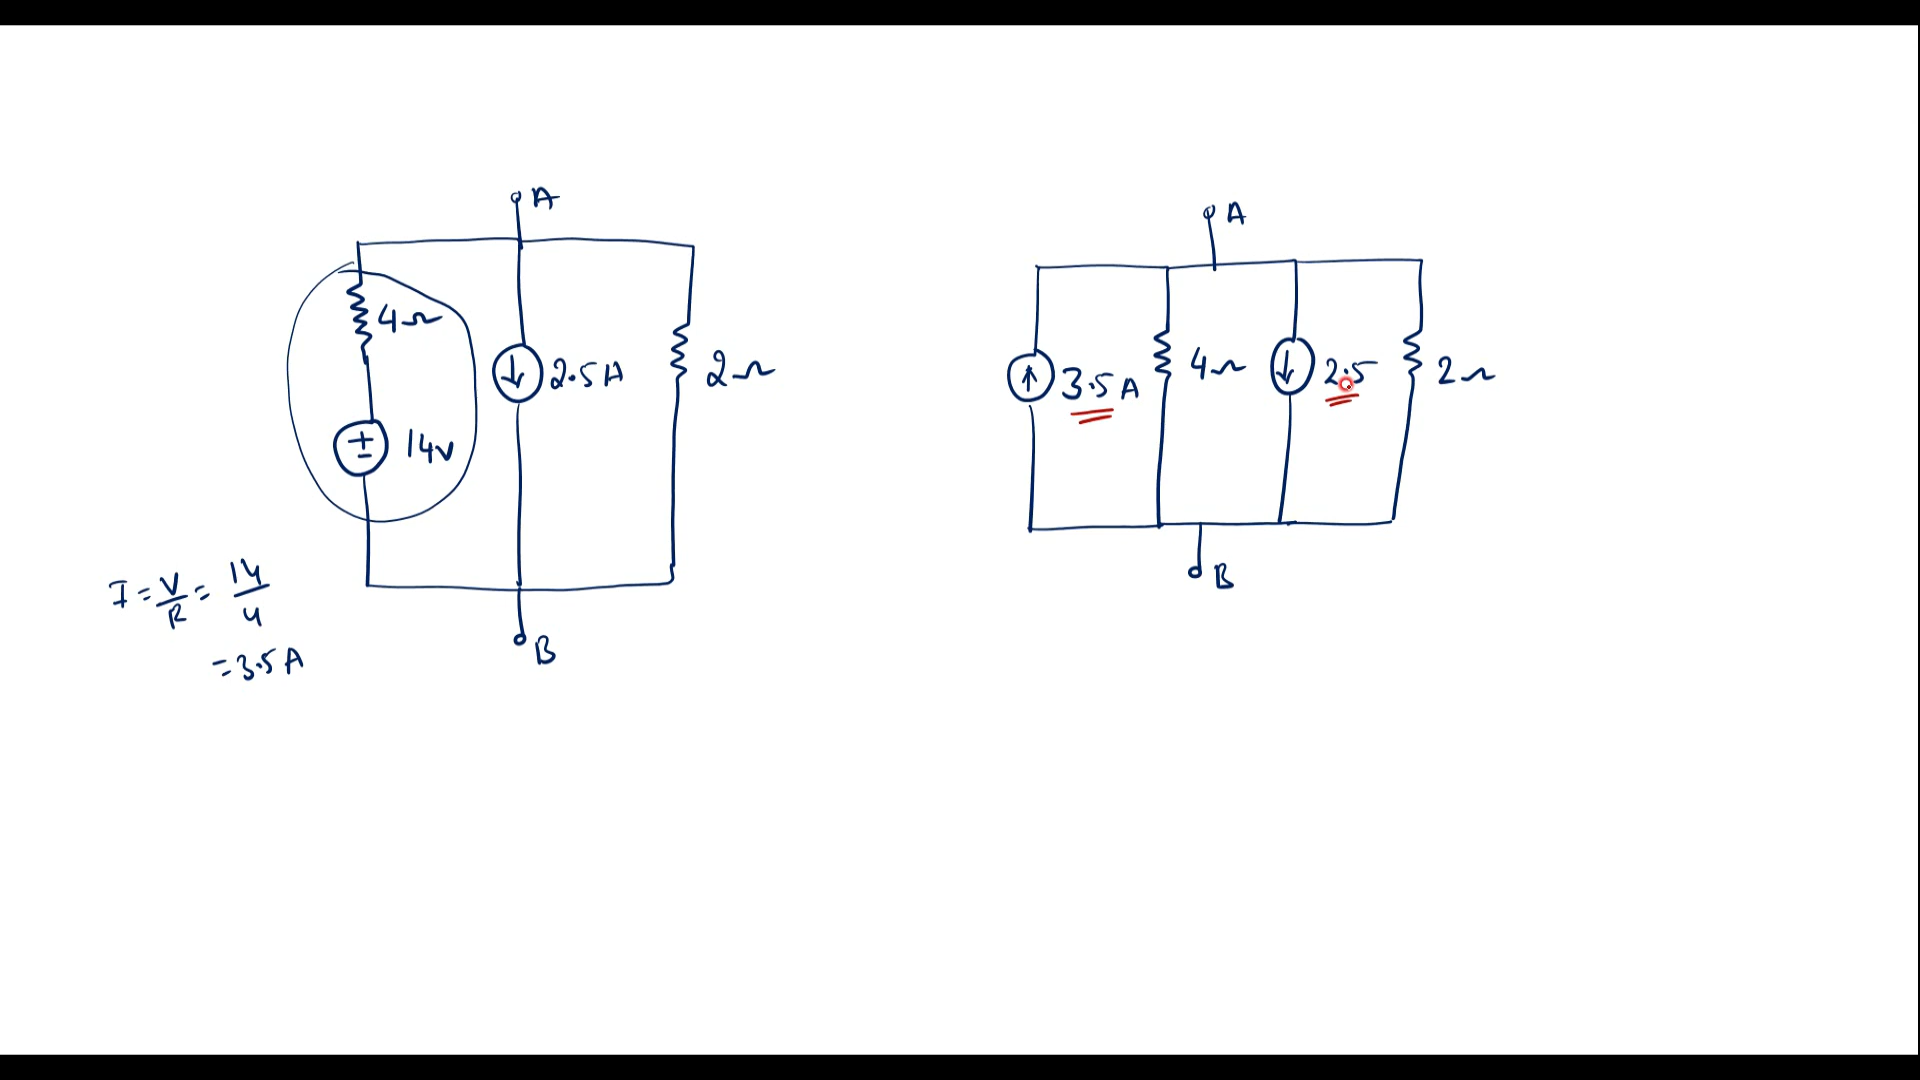 A
4Ω
2.5A
2Ω
± 14v
B
I = V/R = 14/4
= 3.5A
A
3.5A
4Ω
2.5
2Ω
B